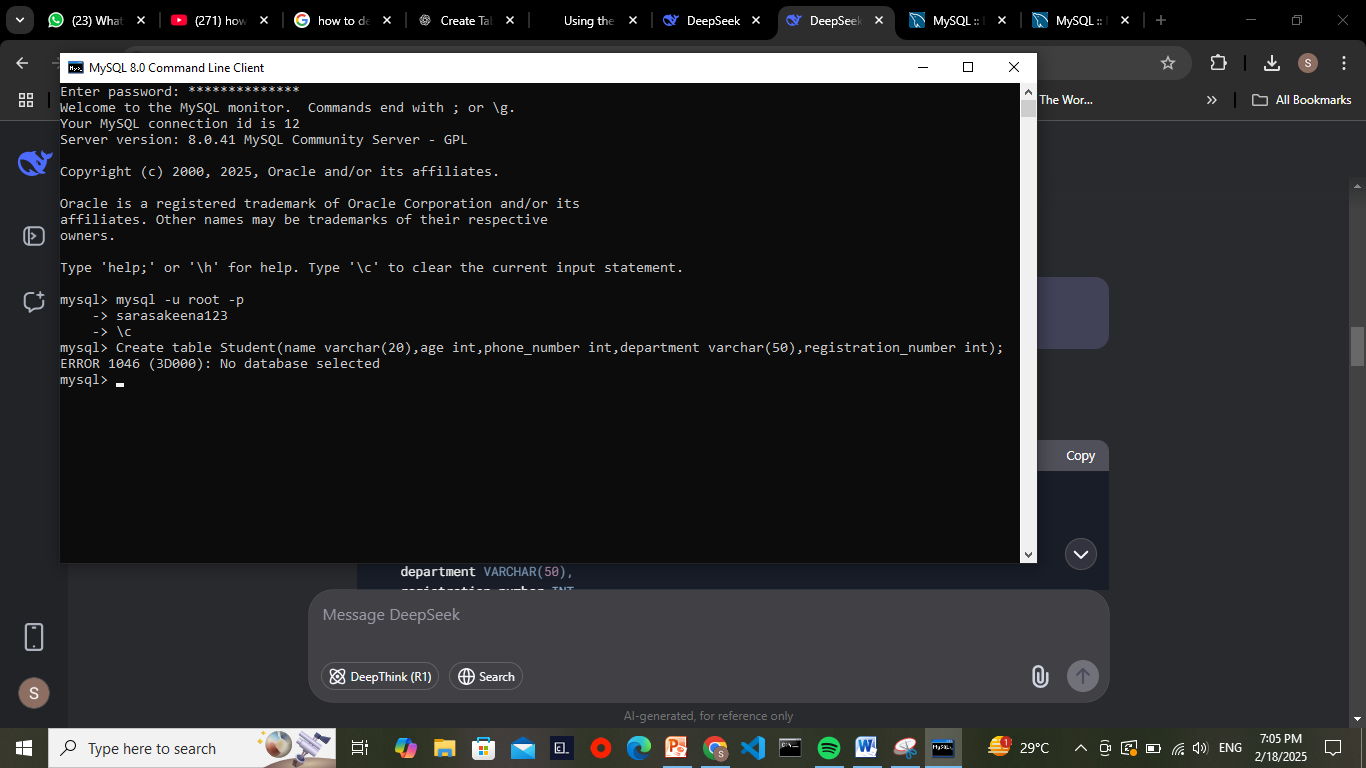 (23) What
(271) how
how to de
Create Tab
Using the
DeepSeek
DeepSeek
MySQL ::
MySQL ::
MySQL 8.0 Command Line Client
S
The Wor...
All Bookmarks
Enter password: **************
Welcome to the MySQL monitor.  Commands end with ; or \g.
Your MySQL connection id is 12
Server version: 8.0.41 MySQL Community Server - GPL
Copyright (c) 2000, 2025, Oracle and/or its affiliates.
Oracle is a registered trademark of Oracle Corporation and/or its
affiliates. Other names may be trademarks of their respective
owners.
Type 'help;' or '\h' for help. Type '\c' to clear the current input statement.
mysql> mysql -u root -p
    -> sarasakeena123
    -> \c
mysql> Create table Student(name varchar(20),age int,phone_number int,department varchar(50),registration_number int);
ERROR 1046 (3D000): No database selected
mysql>
Copy
department VARCHAR(50),
registration_number INT
Message DeepSeek
DeepThink (R1)
Search
S
AI-generated, for reference only
Type here to search
1
29°C
ENG
7:05 PM
2/18/2025